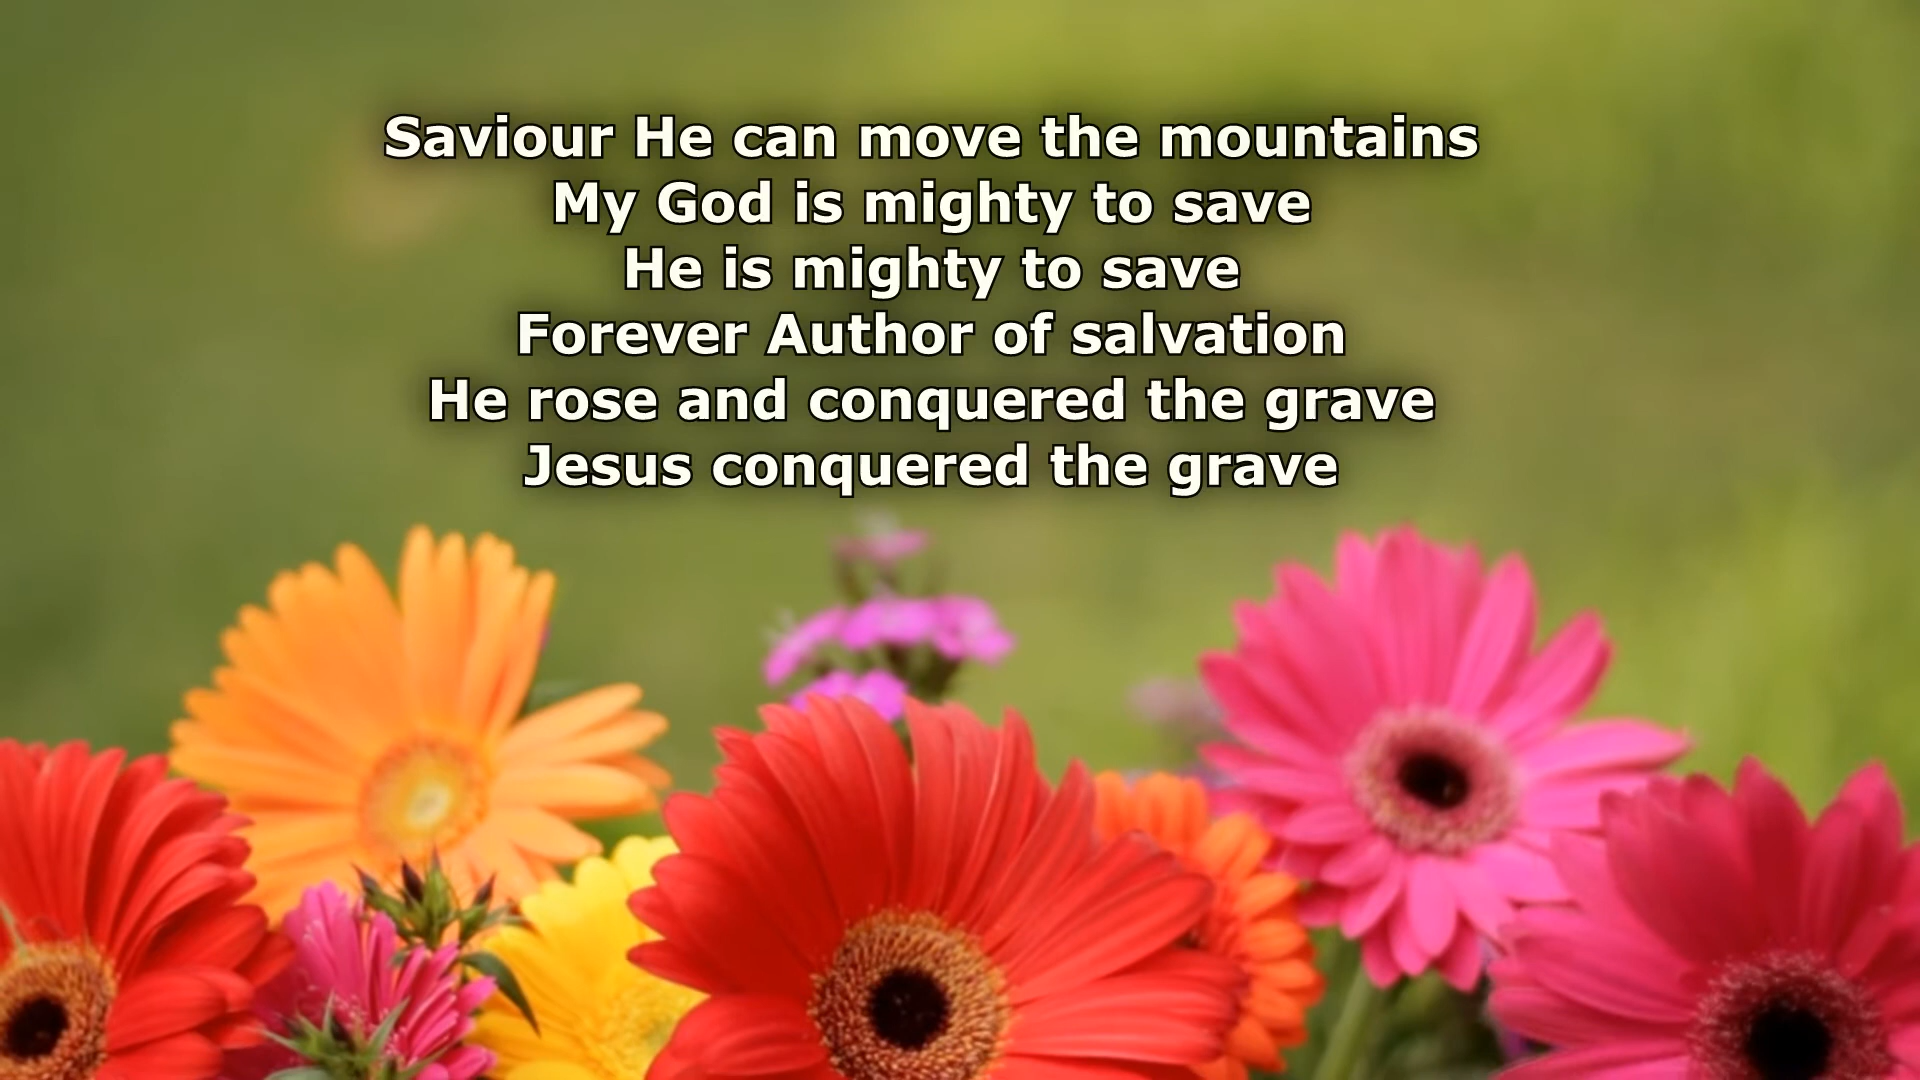 Saviour He can move the mountains
My God is mighty to save
He is mighty to save
Forever Author of salvation
He rose and conquered the grave
Jesus conquered the grave